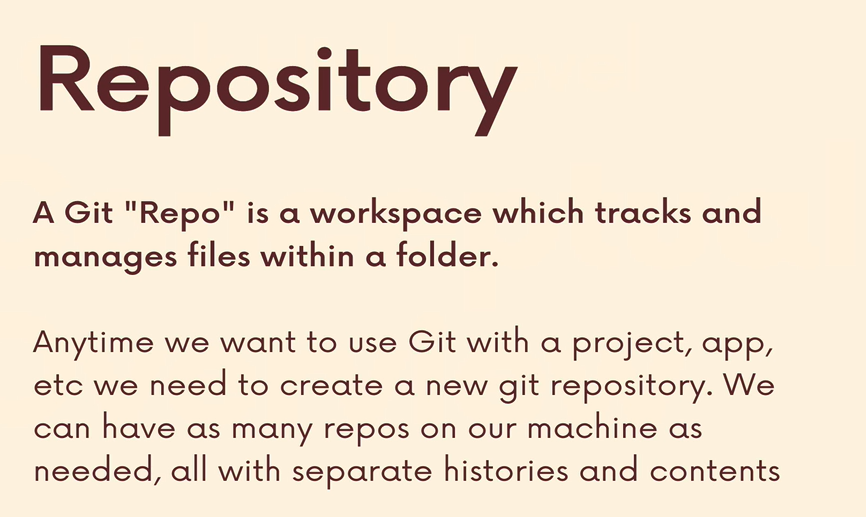 Repository
A Git "Repo" is a workspace which tracks and
manages files within a folder.
Anytime we want to use Git with a project, app,
etc we need to create a new git repository. We
can have as many repos on our machine as
needed, all with separate histories and contents